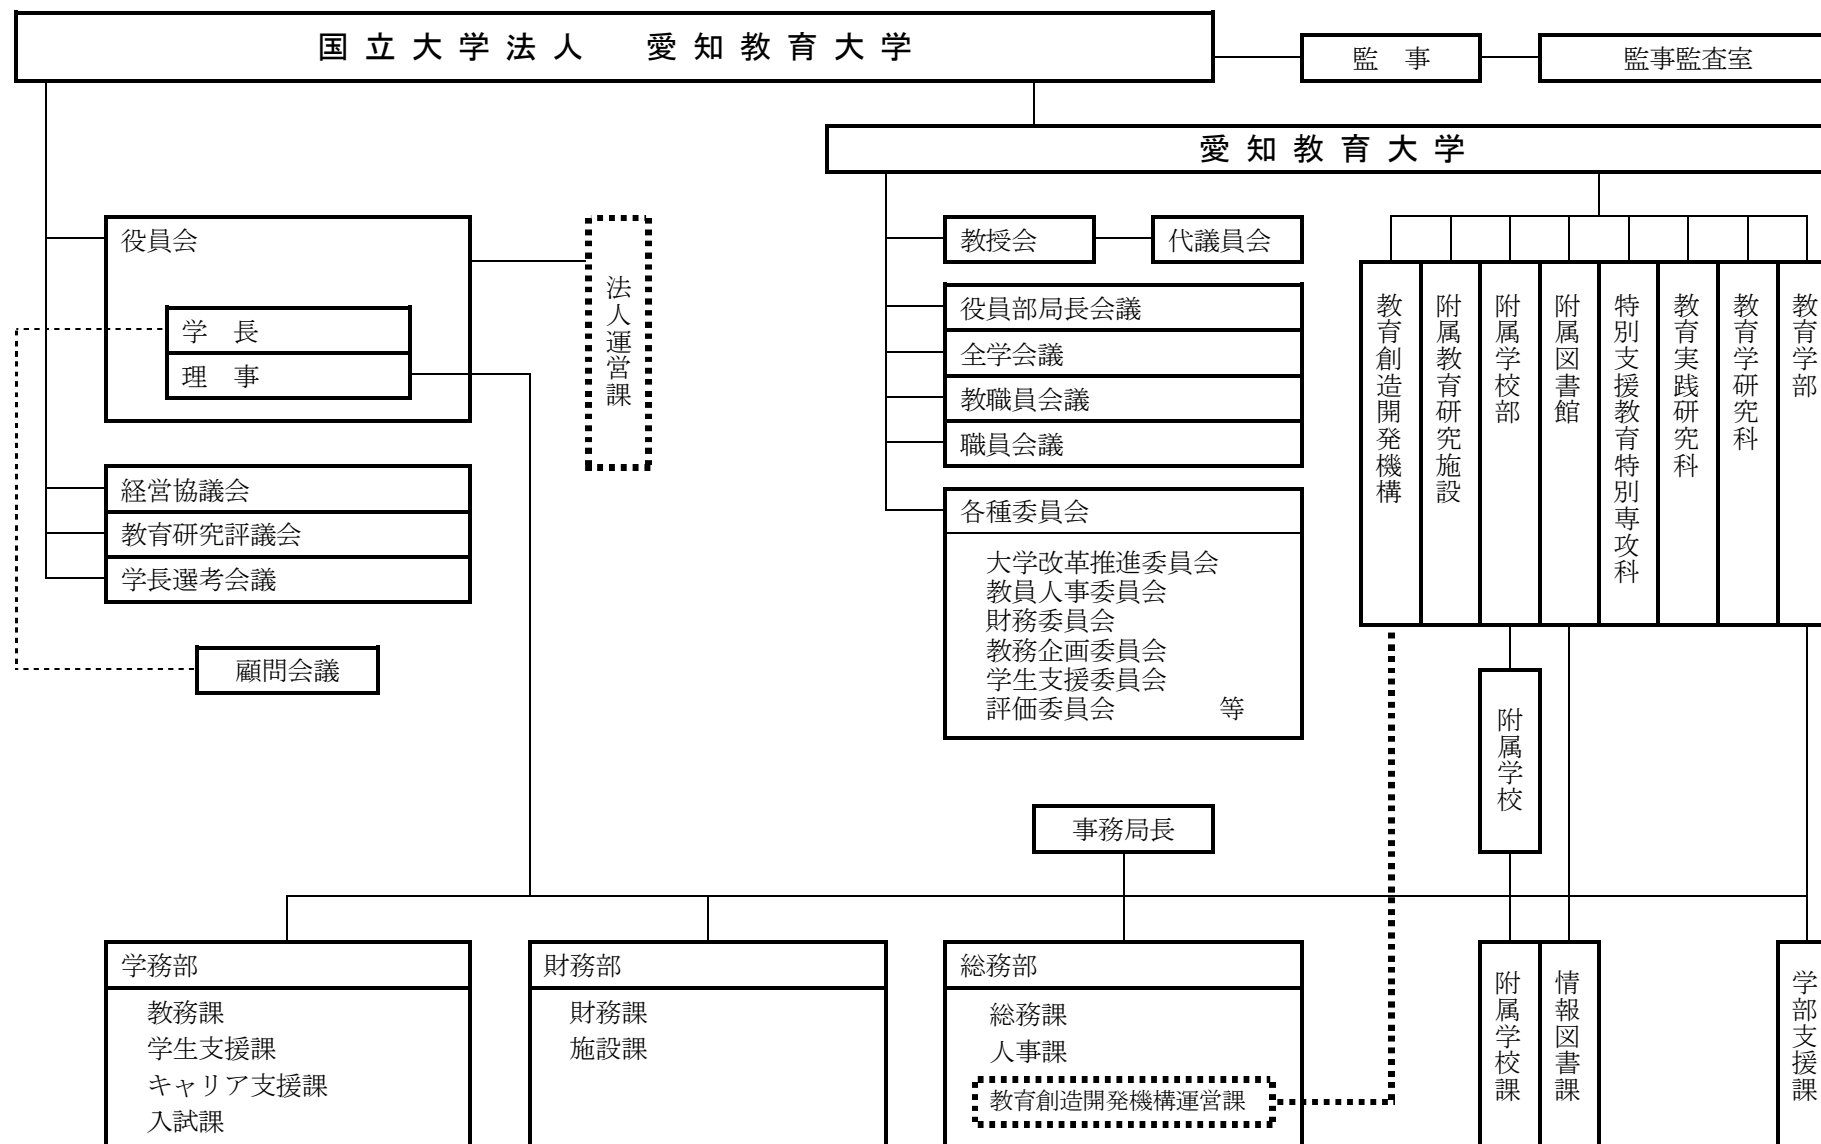 国立大学法人　愛知教育大学
監　事
監事監査室
愛知教育大学
役員会
学　長
理　事
法人運営課
経営協議会
教育研究評議会
学長選考会議
顧問会議
教授会
代議員会
役員部局長会議
全学会議
教職員会議
職員会議
各種委員会
大学改革推進委員会
教員人事委員会
財務委員会
教務企画委員会
学生支援委員会
評価委員会　　　　等
教育創造開発機構
附属教育研究施設
附属学校部
附属図書館
特別支援教育特別専攻科
教育実践研究科
教育学研究科
教育学部
附属学校
事務局長
学務部
教務課
学生支援課
キャリア支援課
入試課
財務部
財務課
施設課
総務部
総務課
人事課
教育創造開発機構運営課
附属学校課
情報図書課
学部支援課